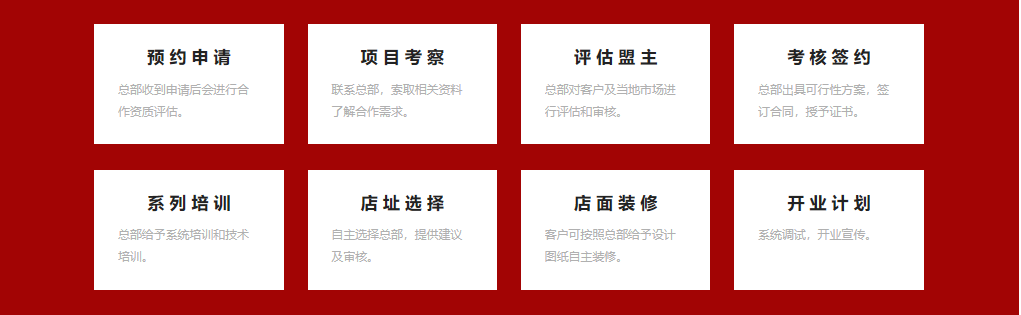 预约申请
总部收到申请后会进行合
作资质评估。
项目考察
联系总部，索取相关资料
了解合作需求。
评估盟主
总部对客户及当地市场进
行评估和审核。
考核签约
总部出具可行性方案，签
订合同，授予证书。
系列培训
总部给予系统培训和技术
培训。
店址选择
自主选择总部，提供建议
及审核。
店面装修
客户可按照总部给予设计
图纸自主装修。
开业计划
系统调试，开业宣传。